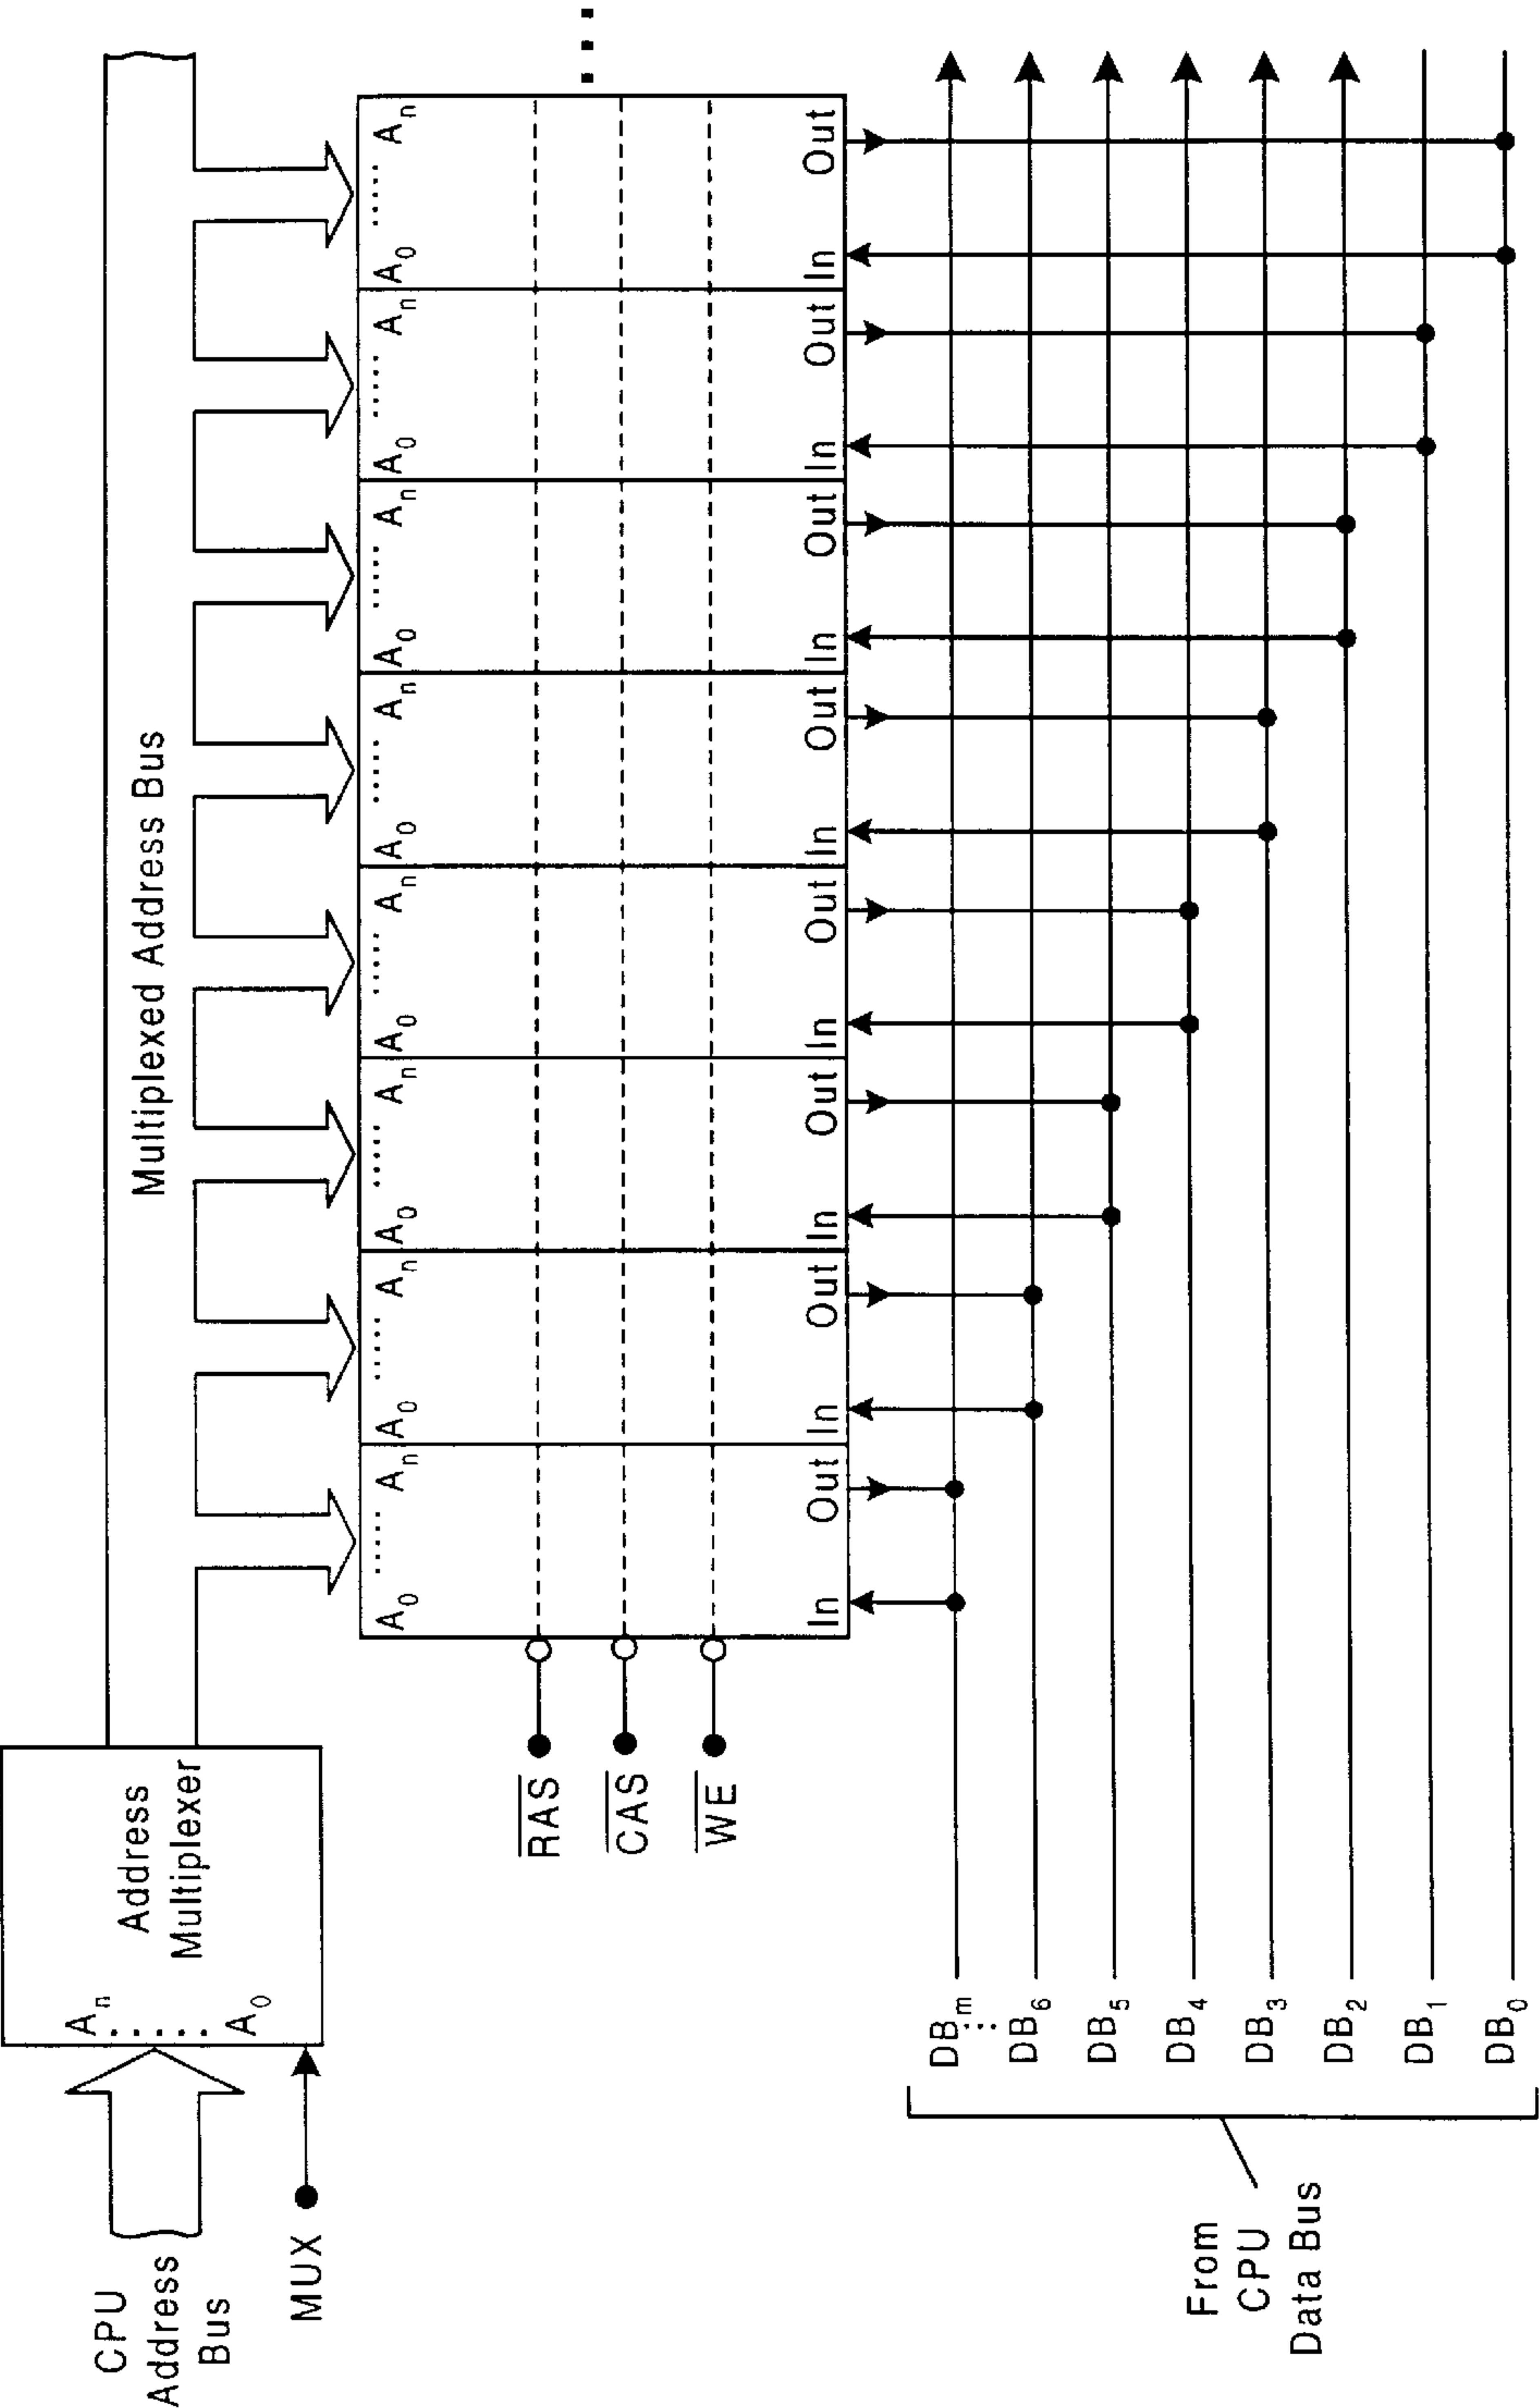 CPU
Address
Bus
MUX
A₀ ...... Aₙ
Address
Multiplexer
Multiplexed Address Bus
A₀ ..... Aₙ
A₀ ..... Aₙ
A₀ ..... Aₙ
A₀ ..... Aₙ
A₀ ..... Aₙ
A₀ ..... Aₙ
A₀ ..... Aₙ
A₀ ..... Aₙ
RAS
CAS
WE
In Out
In Out
In Out
In Out
In Out
In Out
In Out
In Out
From
CPU
Data Bus
DBₘ
DB₆
DB₅
DB₄
DB₃
DB₂
DB₁
DB₀